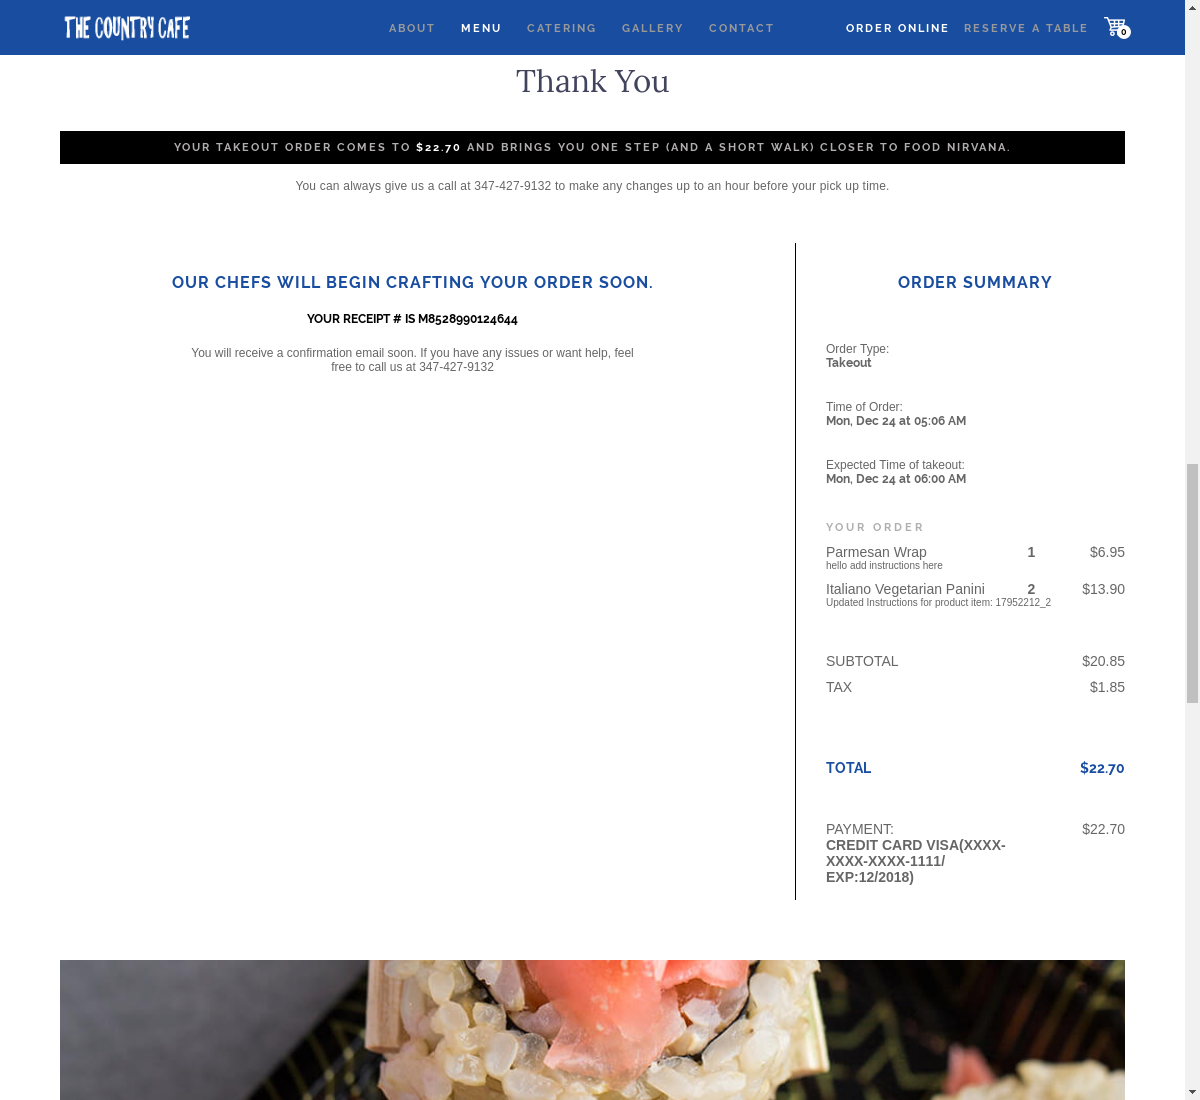 THE COUNTRY CAFE
ABOUT MENU CATERING GALLERY CONTACT ORDER ONLINE RESERVE A TABLE 0
Thank You
YOUR TAKEOUT ORDER COMES TO $22.70 AND BRINGS YOU ONE STEP (AND A SHORT WALK) CLOSER TO FOOD NIRVANA.
You can always give us a call at 347-427-9132 to make any changes up to an hour before your pick up time.
OUR CHEFS WILL BEGIN CRAFTING YOUR ORDER SOON.
YOUR RECEIPT # IS M8528990124644
You will receive a confirmation email soon. If you have any issues or want help, feel
free to call us at 347-427-9132
ORDER SUMMARY
Order Type:
Takeout
Time of Order:
Mon, Dec 24 at 05:06 AM
Expected Time of takeout:
Mon, Dec 24 at 06:00 AM
YOUR ORDER
Parmesan Wrap 1 $6.95
hello add instructions here
Italiano Vegetarian Panini 2 $13.90
Updated Instructions for product item: 17952212_2
SUBTOTAL $20.85
TAX $1.85
TOTAL $22.70
PAYMENT: $22.70
CREDIT CARD VISA(XXXX-
XXXX-XXXX-1111/
EXP:12/2018)